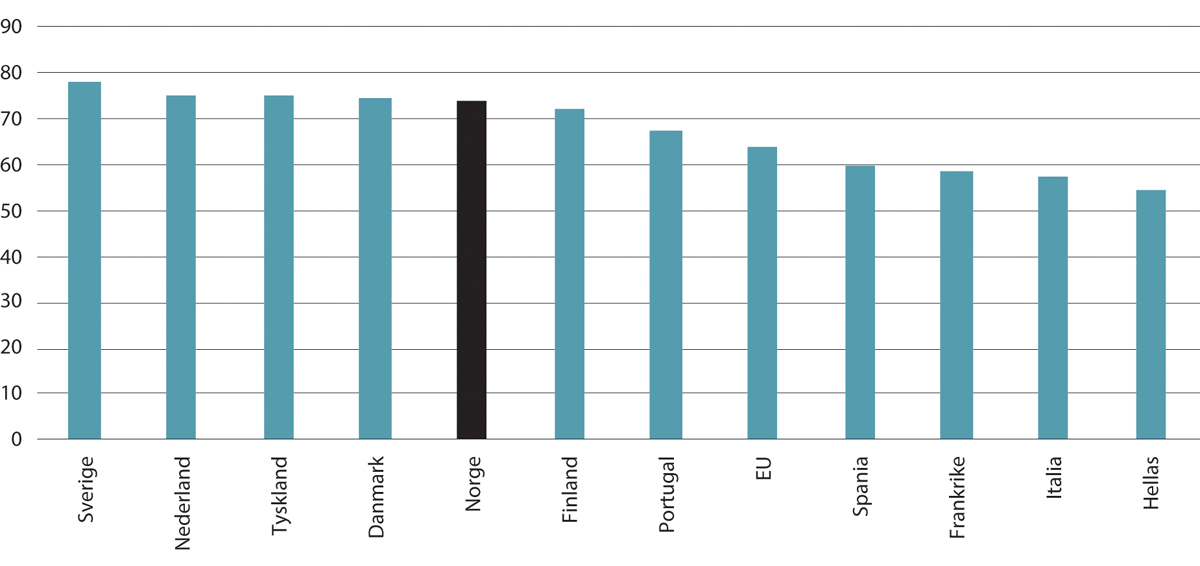 90
80
70
60
50
40
30
20
10
0
Sverige
Nederland
Tyskland
Danmark
Norge
Finland
Portugal
EU
Spania
Frankrike
Italia
Hellas